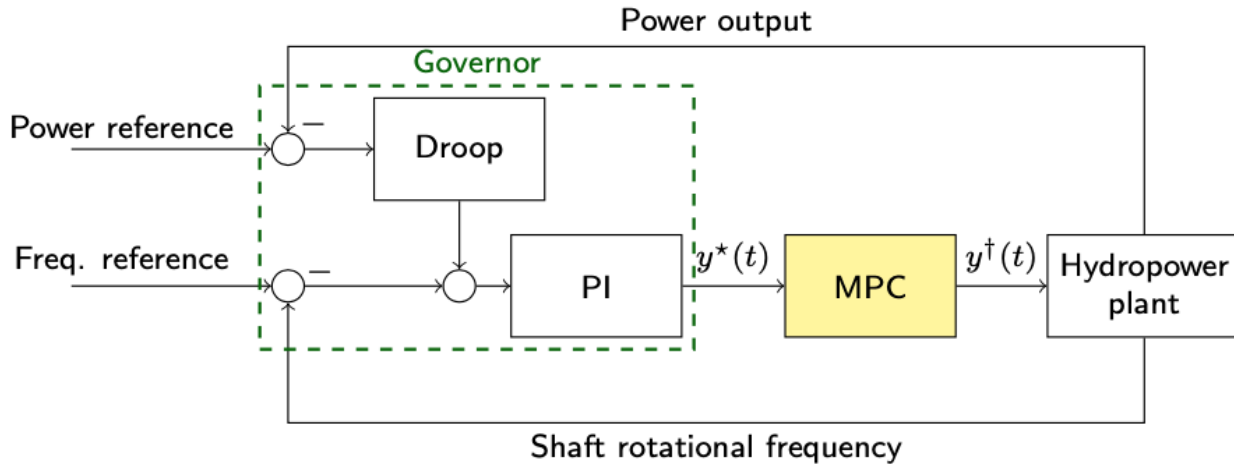 Power output
Governor
Power reference
−
Droop
Freq. reference
−
PI
y⋆(t)
MPC
y†(t)
Hydropower
plant
Shaft rotational frequency